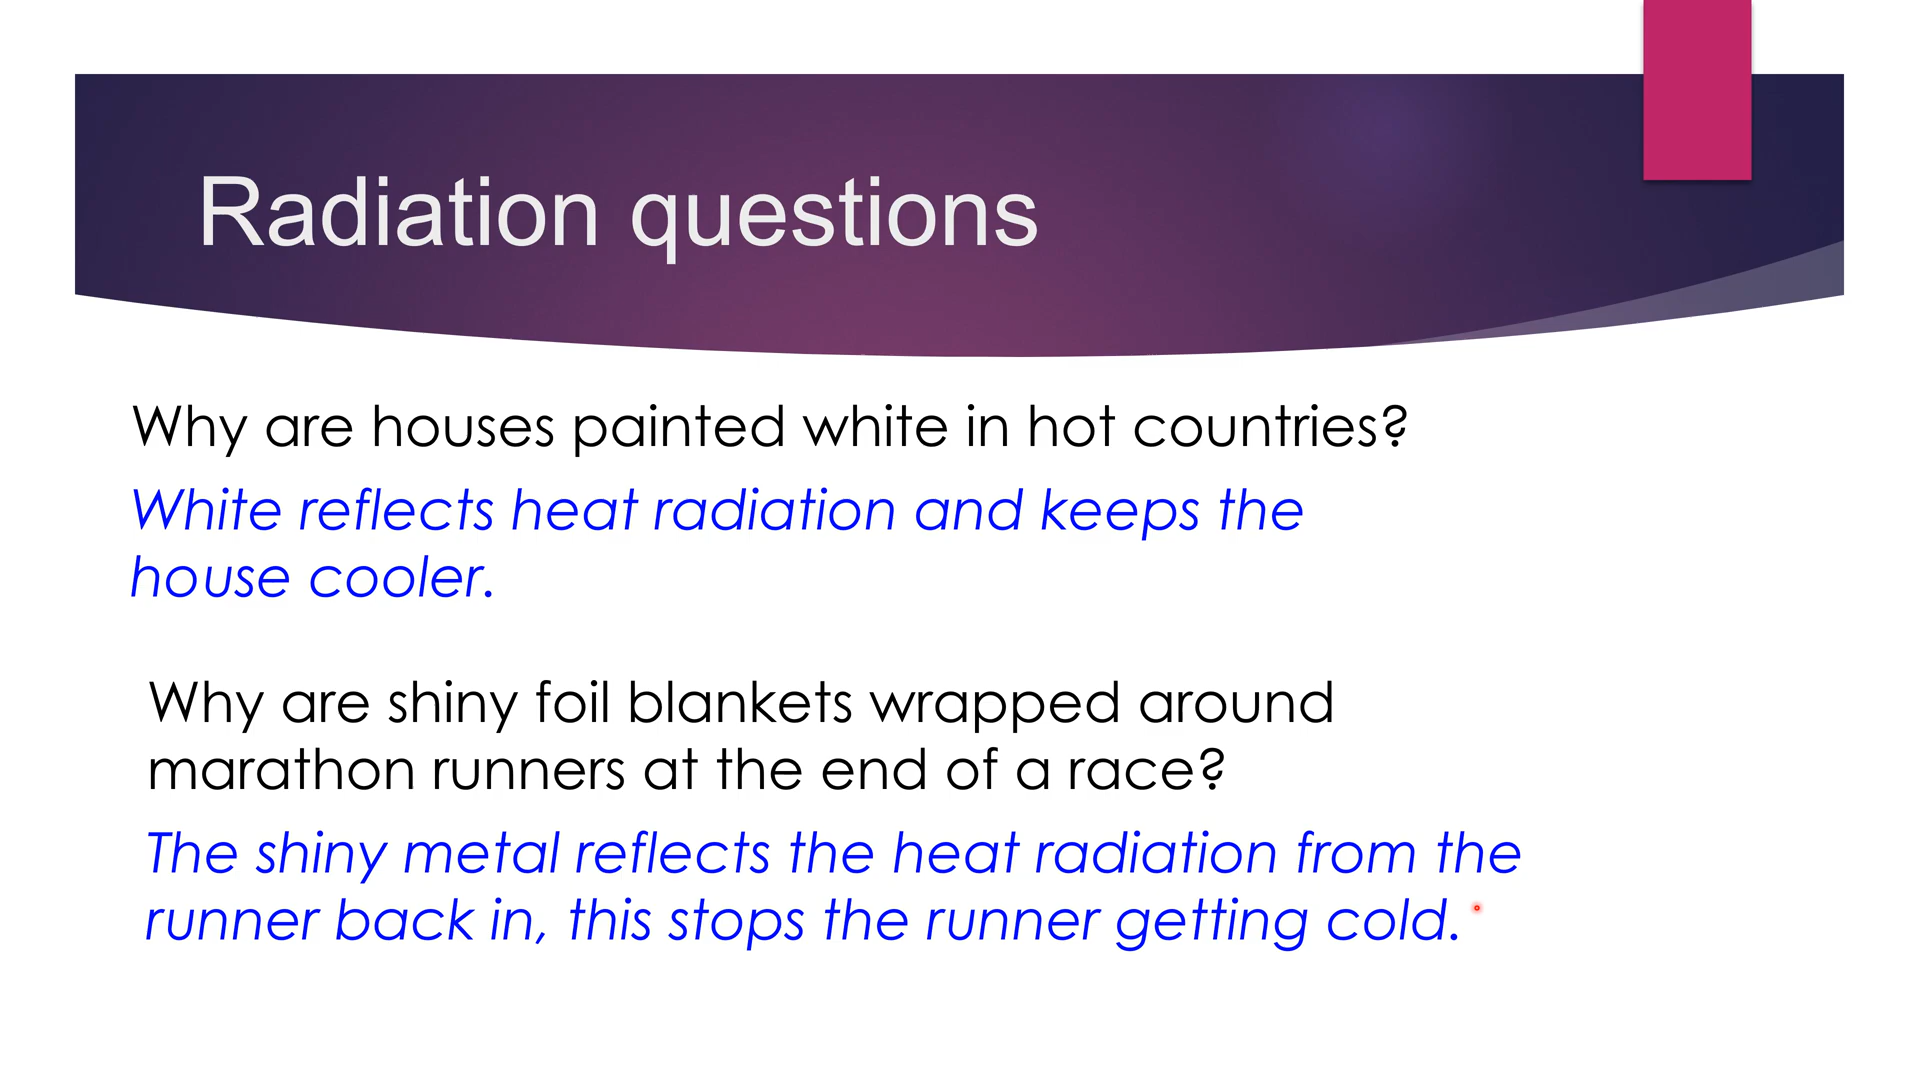 Radiation questions
Why are houses painted white in hot countries?
White reflects heat radiation and keeps the
house cooler.
Why are shiny foil blankets wrapped around
marathon runners at the end of a race?
The shiny metal reflects the heat radiation from the
runner back in, this stops the runner getting cold.